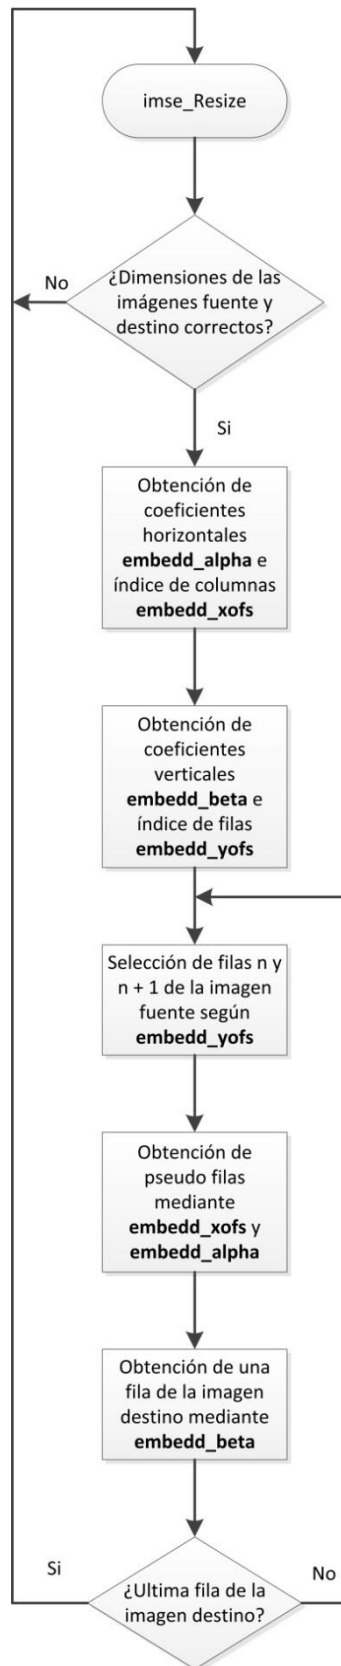 imse_Resize
¿Dimensiones de las
imágenes fuente y
destino correctos?
No
Si
Obtención de
coeficientes
horizontales
embedd_alpha e
índice de columnas
embedd_xofs
Obtención de
coeficientes
verticales
embedd_beta e
índice de filas
embedd_yofs
Selección de filas n y
n + 1 de la imagen
fuente según
embedd_yofs
Obtención de
pseudo filas
mediante
embedd_xofs y
embedd_alpha
Obtención de una
fila de la imagen
destino mediante
embedd_beta
Si
¿Ultima fila de la
imagen destino?
No